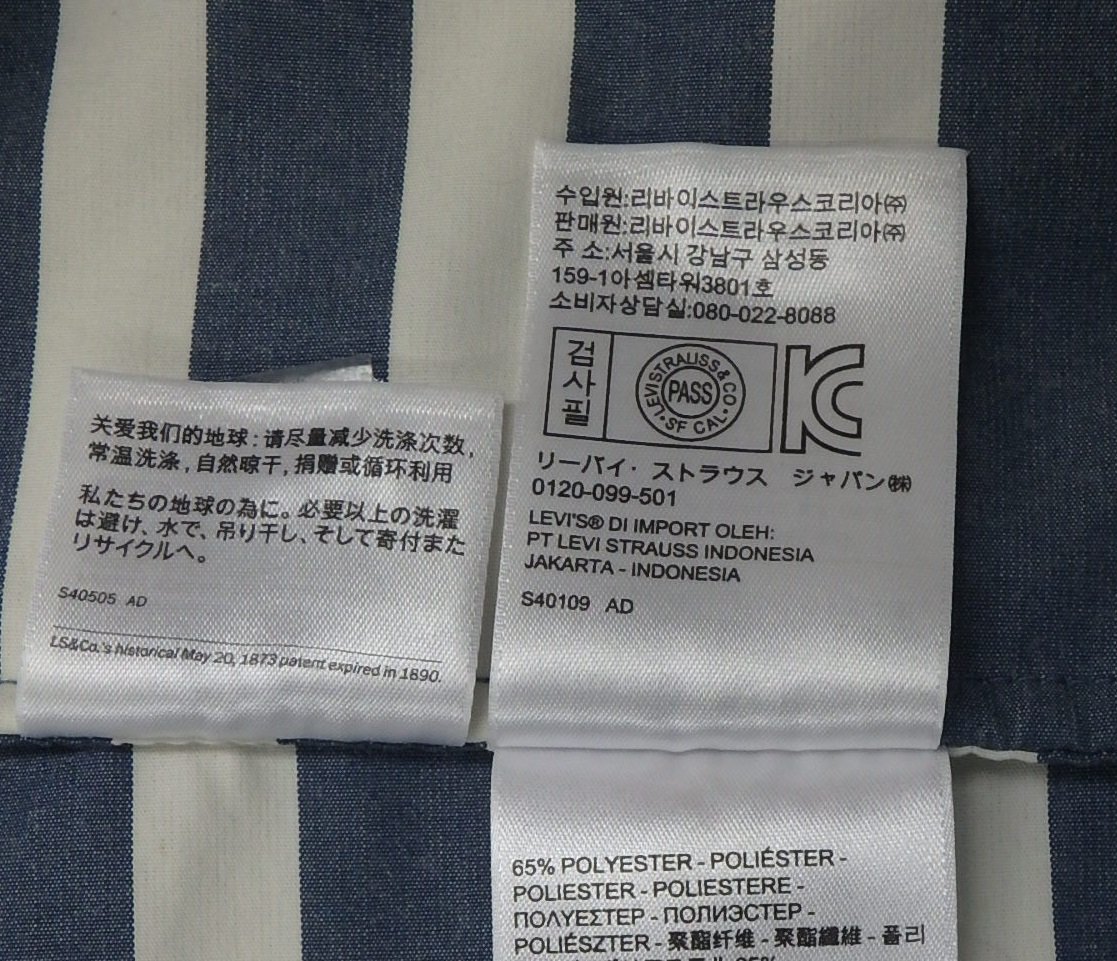 关爱我们的地球：请尽量减少洗涤次数，
常温洗涤，自然晾干，捐赠或循环利用
私たちの地球の為に。必要以上の洗濯
は避け、水で、吊り干し、そして寄付また
リサイクルへ。
S40505 AD
LS&Co.'s historical May 20, 1873 patent expired in 1890.
수입원:리바이스트라우스코리아㈜
판매원:리바이스트라우스코리아㈜
주 소:서울시 강남구 삼성동
159-1아셈타워3801호
소비자상담실:080-022-8088
검사필
LEVI STRAUSS & CO
PASS
SF CAL
リーバイ・ストラウス ジャパン㈱
0120-099-501
LEVI'S® DI IMPORT OLEH:
PT LEVI STRAUSS INDONESIA
JAKARTA - INDONESIA
S40109 AD
65% POLYESTER - POLIÉSTER -
POLIESTER - POLIESTERE -
ΠΟΛΥΕΣΤΕΡ - ПОЛИЭСТЕР -
POLIÉSZTER - 聚酯纤维 - 聚酯纖維 - 폴리